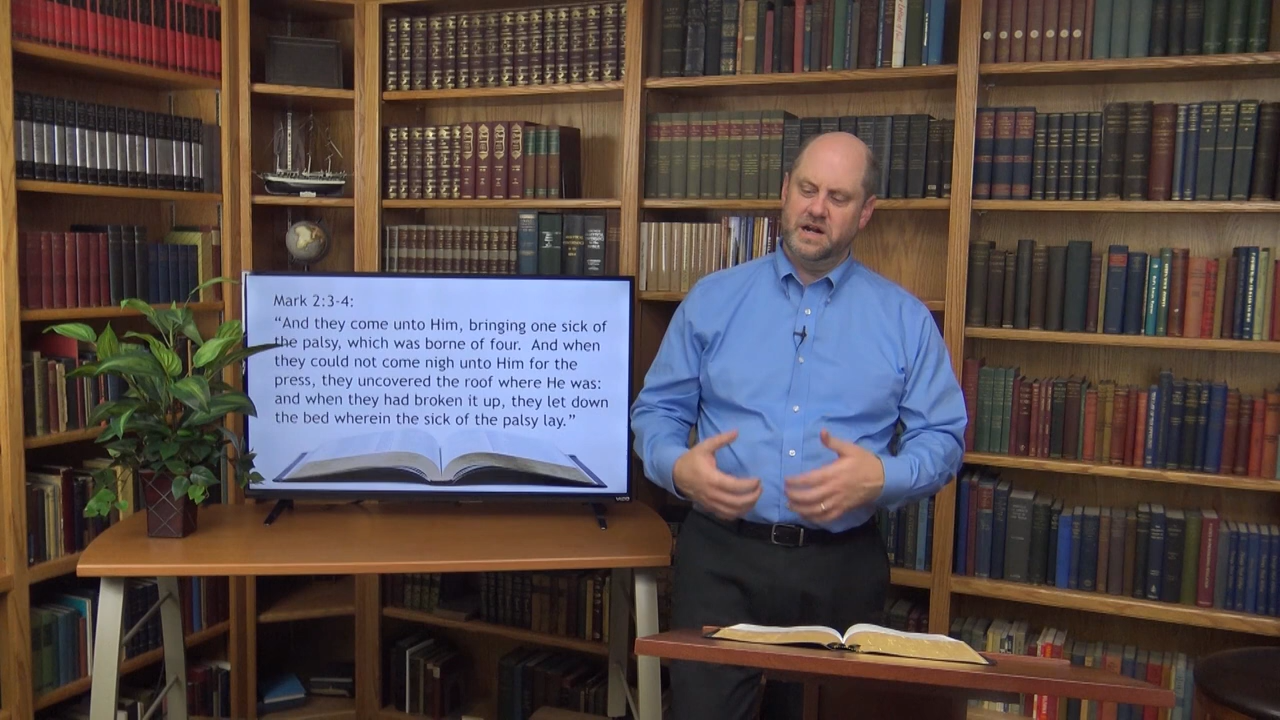 Mark 2:3-4:
“And they come unto Him, bringing one sick of
the palsy, which was borne of four.  And when
they could not come nigh unto Him for the
press, they uncovered the roof where He was:
and when they had broken it up, they let down
the bed wherein the sick of the palsy lay.”
VIZIO